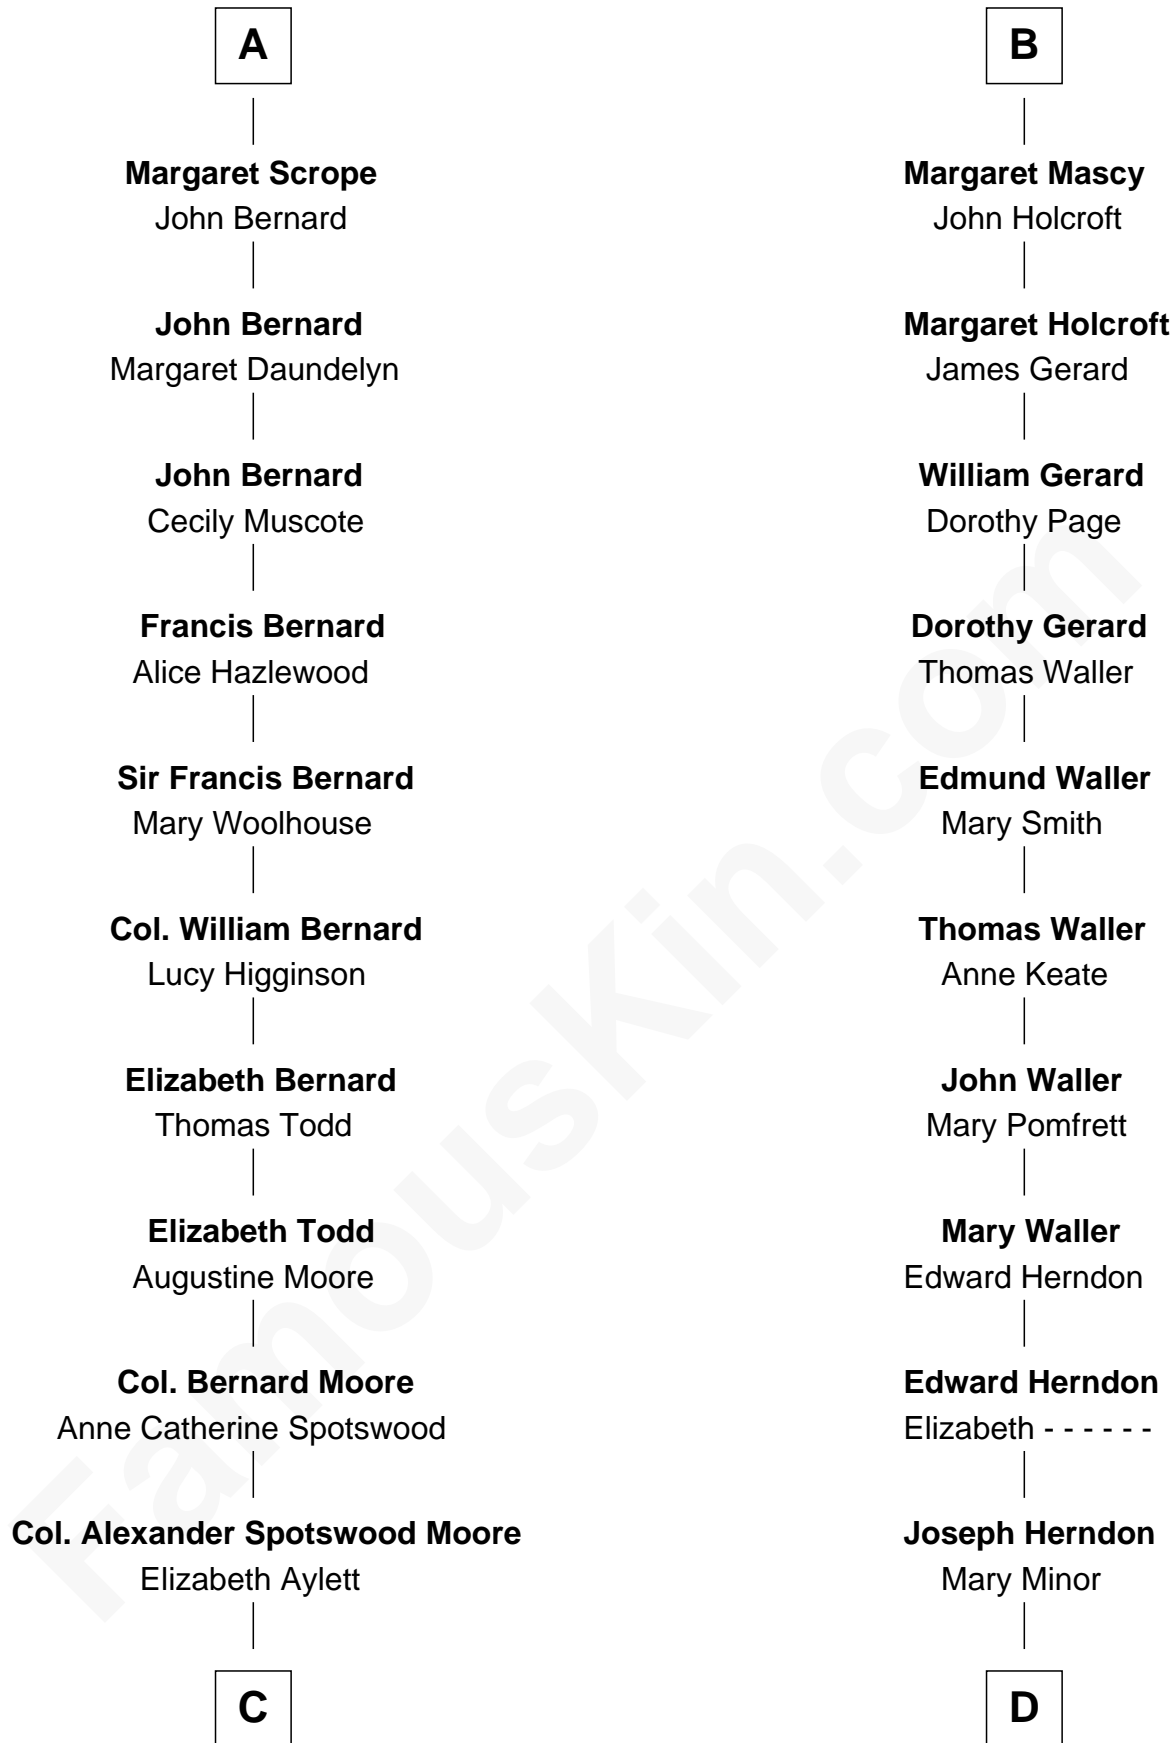 A
Margaret Scrope
John Bernard
John Bernard
Margaret Daundelyn
John Bernard
Cecily Muscote
Francis Bernard
Alice Hazlewood
Sir Francis Bernard
Mary Woolhouse
Col. William Bernard
Lucy Higginson
Elizabeth Bernard
Thomas Todd
Elizabeth Todd
Augustine Moore
Col. Bernard Moore
Anne Catherine Spotswood
Col. Alexander Spotswood Moore
Elizabeth Aylett
C
B
Margaret Mascy
John Holcroft
Margaret Holcroft
James Gerard
William Gerard
Dorothy Page
Dorothy Gerard
Thomas Waller
Edmund Waller
Mary Smith
Thomas Waller
Anne Keate
John Waller
Mary Pomfrett
Mary Waller
Edward Herndon
Edward Herndon
Elizabeth - - - - - -
Joseph Herndon
Mary Minor
D
FamousKin.com